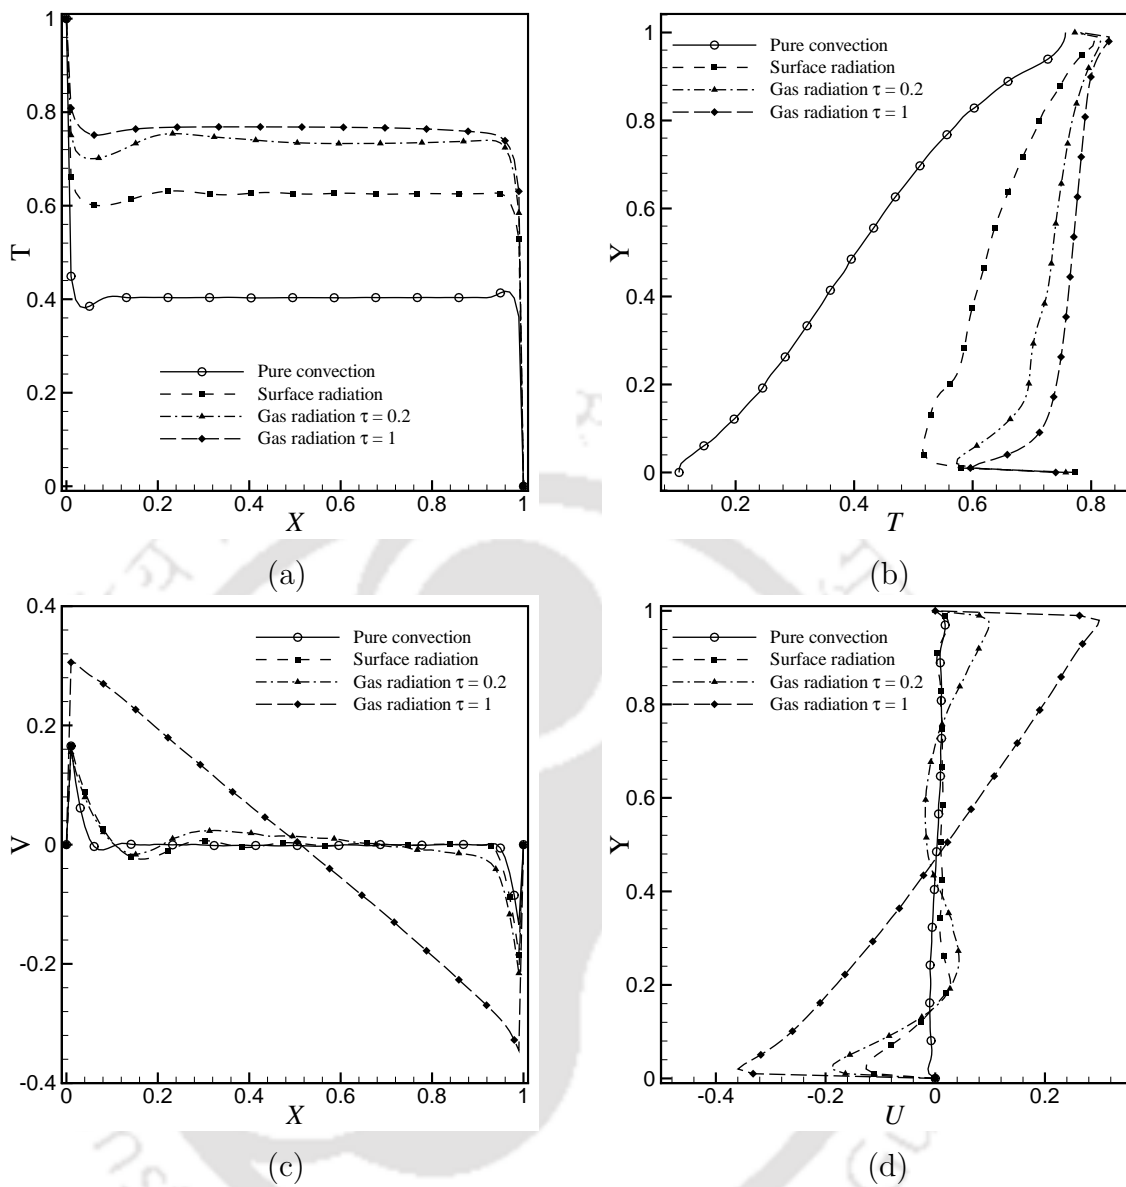 1
0.8
0.6
0.4
0.2
0
T
0 0.2 0.4 0.6 0.8 1
X
Pure convection
Surface radiation
Gas radiation τ = 0.2
Gas radiation τ = 1
(a)
1
0.8
0.6
0.4
0.2
0
Y
0.2 0.4 0.6 0.8
T
Pure convection
Surface radiation
Gas radiation τ = 0.2
Gas radiation τ = 1
(b)
0.4
0.2
0
-0.2
-0.4
V
0 0.2 0.4 0.6 0.8 1
X
Pure convection
Surface radiation
Gas radiation τ = 0.2
Gas radiation τ = 1
(c)
1
0.8
0.6
0.4
0.2
0
Y
-0.4 -0.2 0 0.2
U
Pure convection
Surface radiation
Gas radiation τ = 0.2
Gas radiation τ = 1
(d)